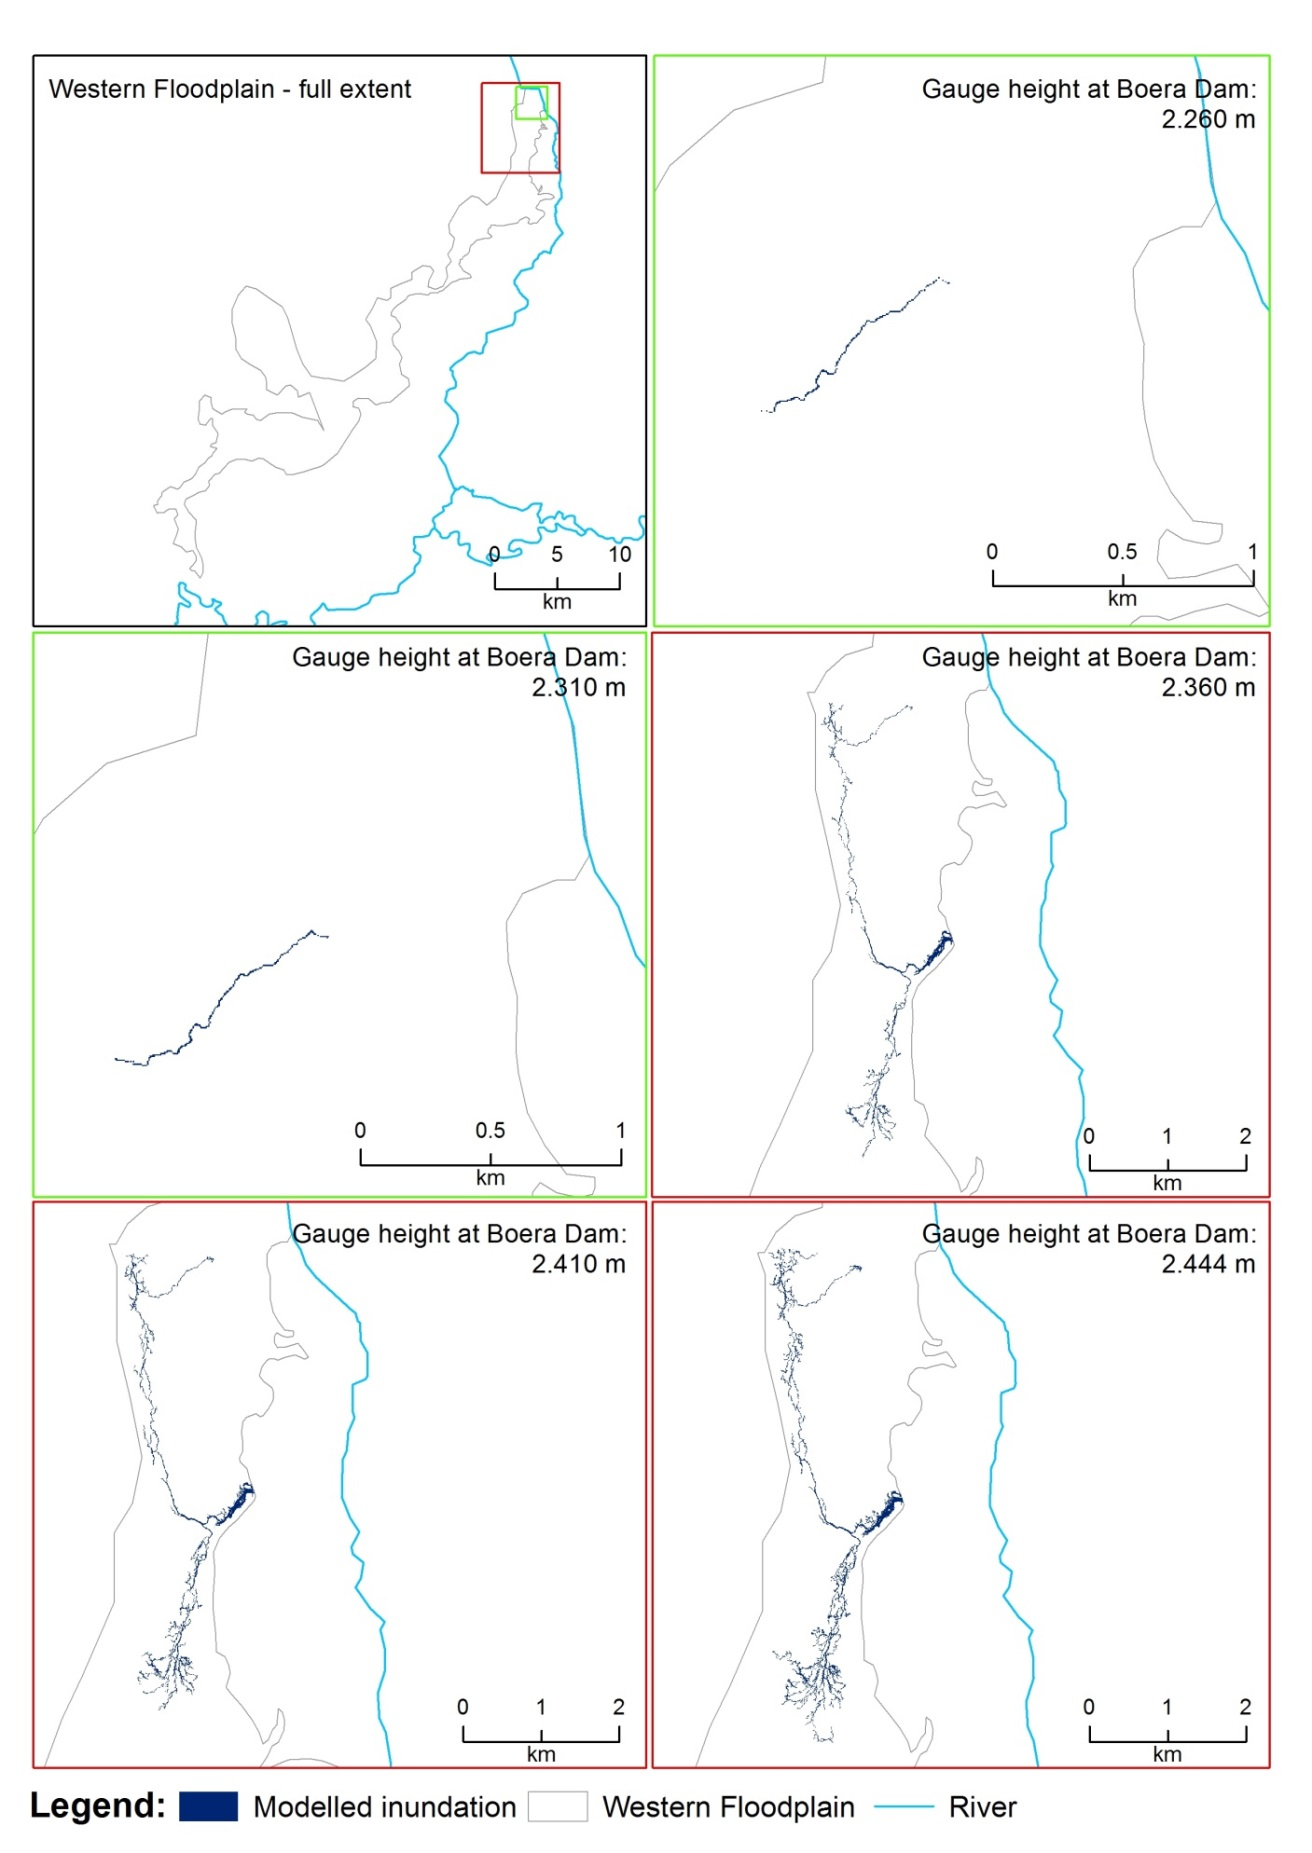 Western Floodplain - full extent
0 5 10
km
Gauge height at Boera Dam:
2.260 m
0 0.5 1
km
Gauge height at Boera Dam:
2.310 m
0 0.5 1
km
Gauge height at Boera Dam:
2.360 m
0 1 2
km
Gauge height at Boera Dam:
2.410 m
0 1 2
km
Gauge height at Boera Dam:
2.444 m
0 1 2
km
Legend: Modelled inundation Western Floodplain River